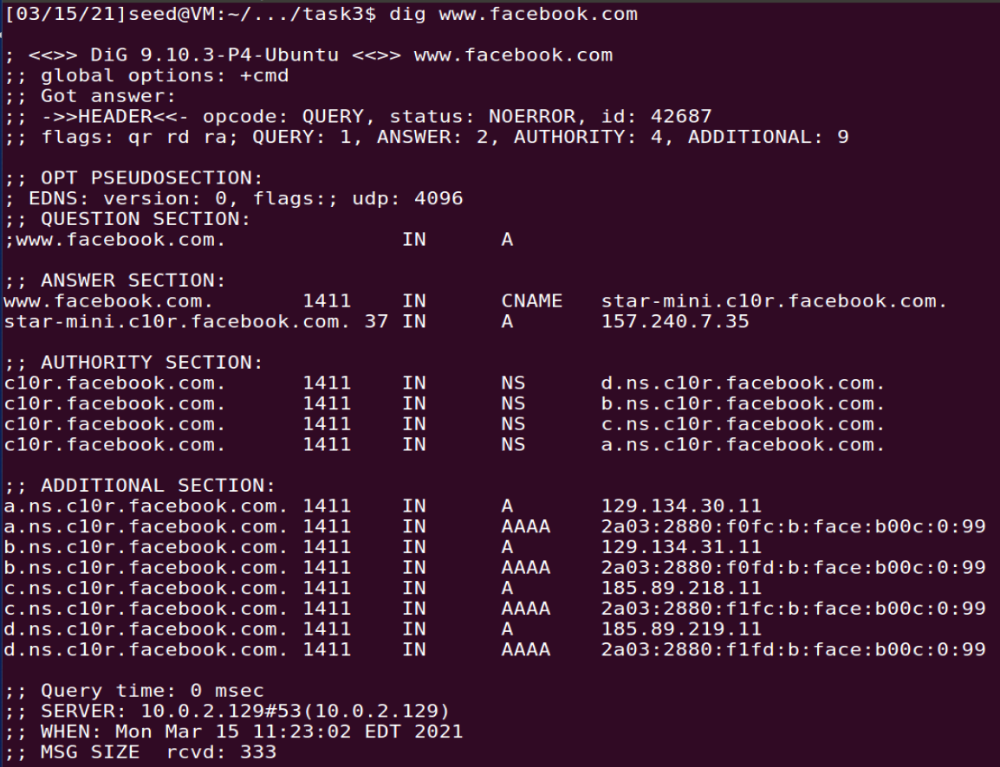 [03/15/21]seed@VM:~/.../task3$ dig www.facebook.com
; <<>> DiG 9.10.3-P4-Ubuntu <<>> www.facebook.com
;; global options: +cmd
;; Got answer:
;; ->>HEADER<<- opcode: QUERY, status: NOERROR, id: 42687
;; flags: qr rd ra; QUERY: 1, ANSWER: 2, AUTHORITY: 4, ADDITIONAL: 9
;; OPT PSEUDOSECTION:
; EDNS: version: 0, flags:; udp: 4096
;; QUESTION SECTION:
;www.facebook.com. IN A
;; ANSWER SECTION:
www.facebook.com. 1411 IN CNAME star-mini.c10r.facebook.com.
star-mini.c10r.facebook.com. 37 IN A 157.240.7.35
;; AUTHORITY SECTION:
c10r.facebook.com. 1411 IN NS d.ns.c10r.facebook.com.
c10r.facebook.com. 1411 IN NS b.ns.c10r.facebook.com.
c10r.facebook.com. 1411 IN NS c.ns.c10r.facebook.com.
c10r.facebook.com. 1411 IN NS a.ns.c10r.facebook.com.
;; ADDITIONAL SECTION:
a.ns.c10r.facebook.com. 1411 IN A 129.134.30.11
a.ns.c10r.facebook.com. 1411 IN AAAA 2a03:2880:f0fc:b:face:b00c:0:99
b.ns.c10r.facebook.com. 1411 IN A 129.134.31.11
b.ns.c10r.facebook.com. 1411 IN AAAA 2a03:2880:f0fd:b:face:b00c:0:99
c.ns.c10r.facebook.com. 1411 IN A 185.89.218.11
c.ns.c10r.facebook.com. 1411 IN AAAA 2a03:2880:f1fc:b:face:b00c:0:99
d.ns.c10r.facebook.com. 1411 IN A 185.89.219.11
d.ns.c10r.facebook.com. 1411 IN AAAA 2a03:2880:f1fd:b:face:b00c:0:99
;; Query time: 0 msec
;; SERVER: 10.0.2.129#53(10.0.2.129)
;; WHEN: Mon Mar 15 11:23:02 EDT 2021
;; MSG SIZE rcvd: 333